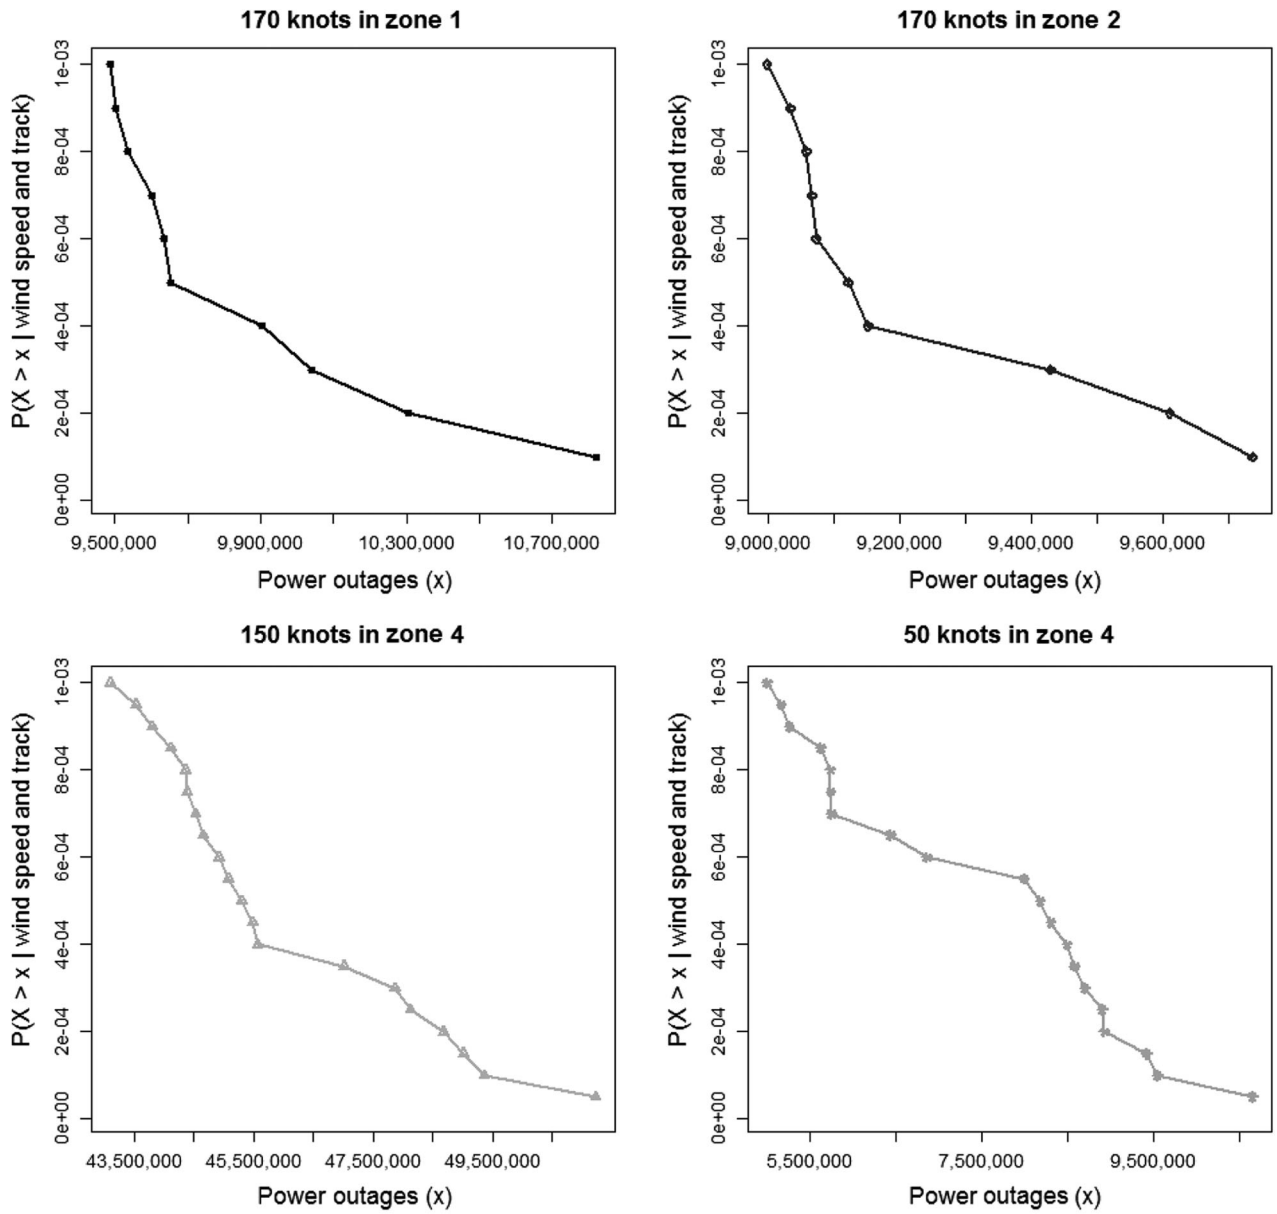 170 knots in zone 1
P(X > x | wind speed and track)
1e-03
8e-04
6e-04
4e-04
2e-04
0e+00
9,500,000 9,900,000 10,300,000 10,700,000
Power outages (x)
170 knots in zone 2
P(X > x | wind speed and track)
1e-03
8e-04
6e-04
4e-04
2e-04
0e+00
9,000,000 9,200,000 9,400,000 9,600,000
Power outages (x)
150 knots in zone 4
P(X > x | wind speed and track)
1e-03
8e-04
6e-04
4e-04
2e-04
0e+00
43,500,000 45,500,000 47,500,000 49,500,000
Power outages (x)
50 knots in zone 4
P(X > x | wind speed and track)
1e-03
8e-04
6e-04
4e-04
2e-04
0e+00
5,500,000 7,500,000 9,500,000
Power outages (x)